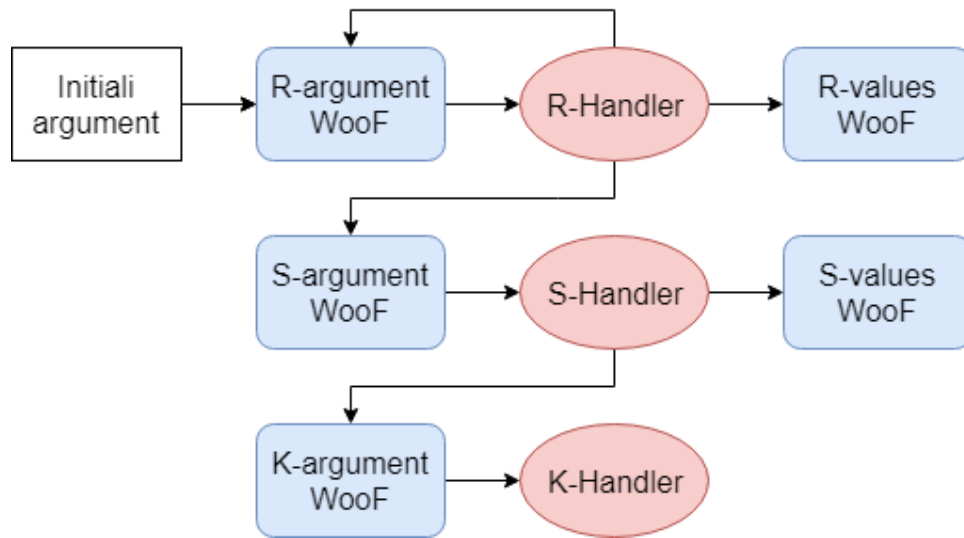 Initiali
argument
R-argument
WooF
R-Handler
R-values
WooF
S-argument
WooF
S-Handler
S-values
WooF
K-argument
WooF
K-Handler